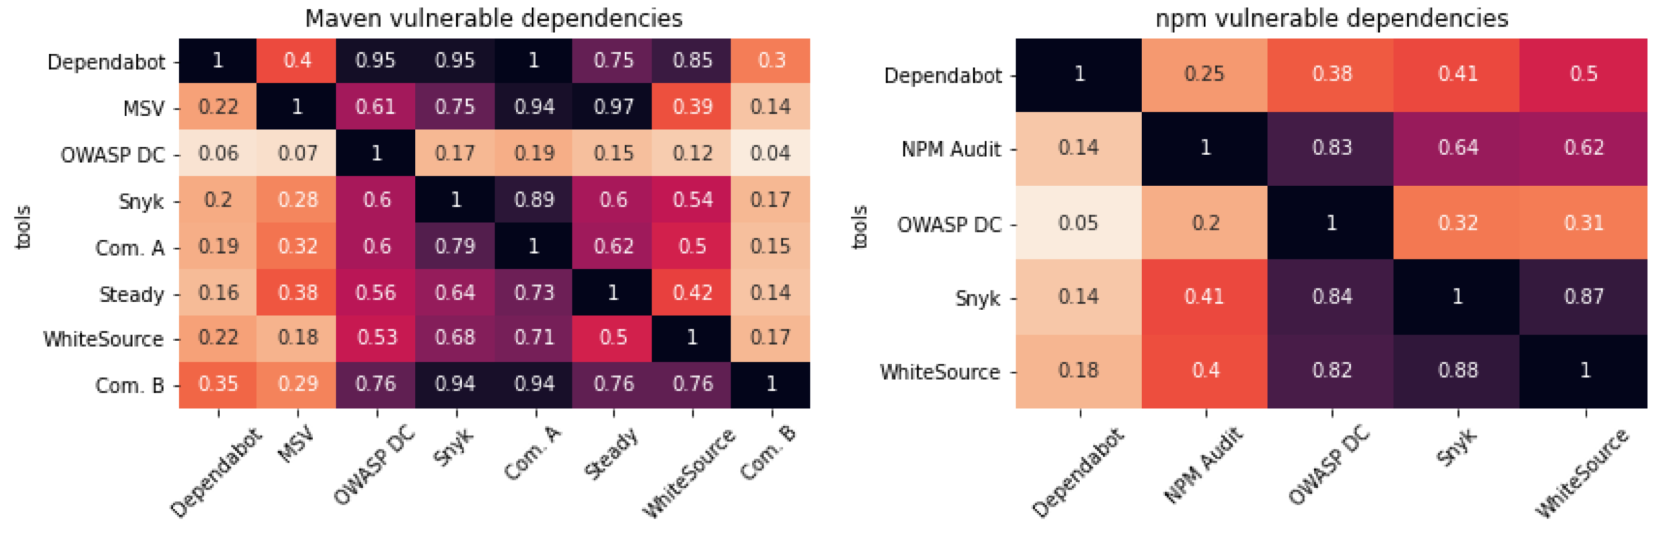 Maven vulnerable dependencies
tools
Dependabot 1 0.4 0.95 0.95 1 0.75 0.85 0.3
MSV 0.22 1 0.61 0.75 0.94 0.97 0.39 0.14
OWASP DC 0.06 0.07 1 0.17 0.19 0.15 0.12 0.04
Snyk 0.2 0.28 0.6 1 0.89 0.6 0.54 0.17
Com. A 0.19 0.32 0.6 0.79 1 0.62 0.5 0.15
Steady 0.16 0.38 0.56 0.64 0.73 1 0.42 0.14
WhiteSource 0.22 0.18 0.53 0.68 0.71 0.5 1 0.17
Com. B 0.35 0.29 0.76 0.94 0.94 0.76 0.76 1
Dependabot MSV OWASP DC Snyk Com. A Steady WhiteSource Com. B
npm vulnerable dependencies
tools
Dependabot 1 0.25 0.38 0.41 0.5
NPM Audit 0.14 1 0.83 0.64 0.62
OWASP DC 0.05 0.2 1 0.32 0.31
Snyk 0.14 0.41 0.84 1 0.87
WhiteSource 0.18 0.4 0.82 0.88 1
Dependabot NPM Audit OWASP DC Snyk WhiteSource